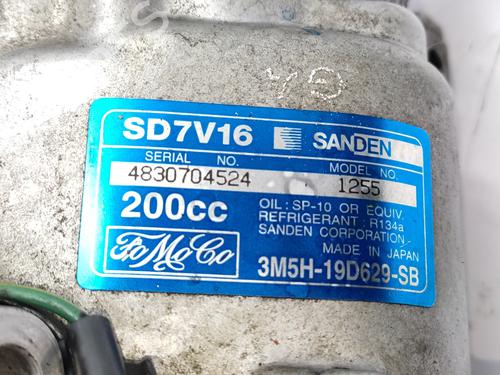 SD7V16 SANDEN
SERIAL NO. MODEL NO.
4830704524 1255
200cc
OIL : SP-10 OR EQUIV.
REFRIGERANT : R134a
SANDEN CORPORATION
MADE IN JAPAN
FoMoCo
3M5H-19D629-SB